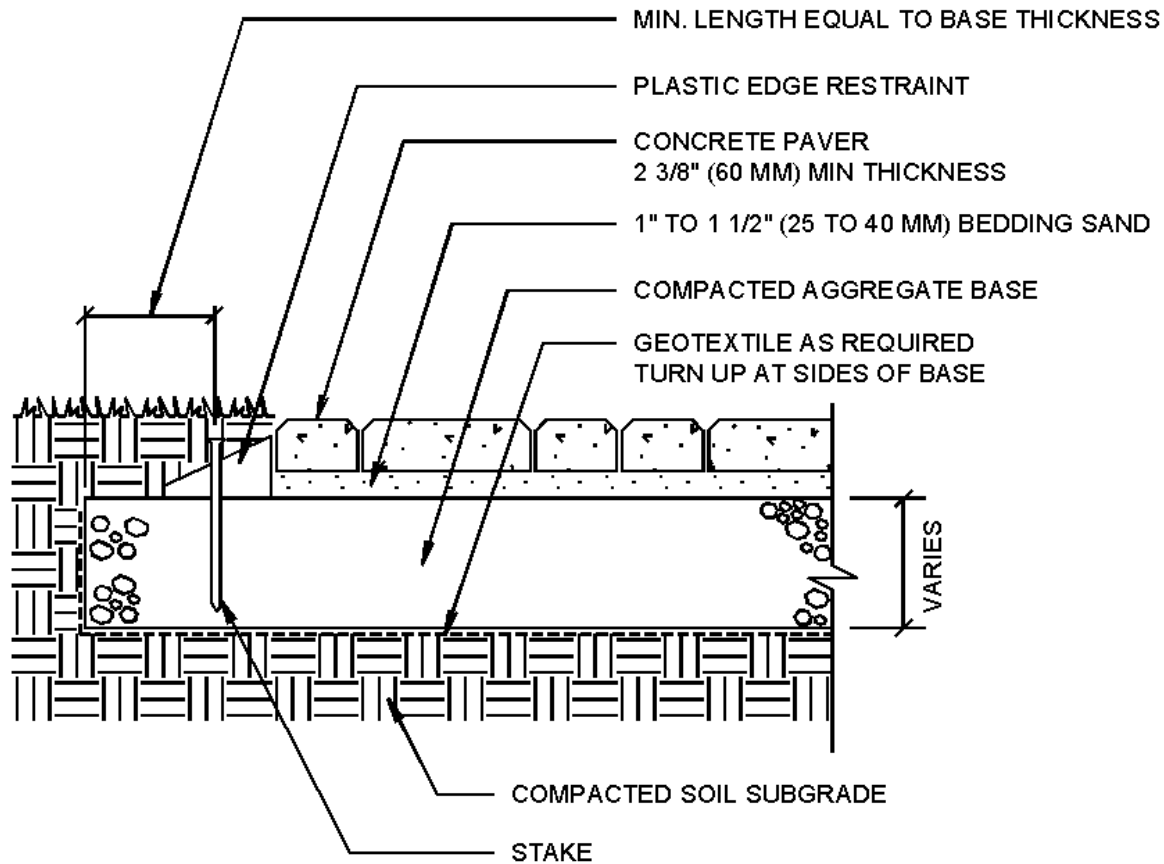 MIN. LENGTH EQUAL TO BASE THICKNESS
PLASTIC EDGE RESTRAINT
CONCRETE PAVER
2 3/8" (60 MM) MIN THICKNESS
1" TO 1 1/2" (25 TO 40 MM) BEDDING SAND
COMPACTED AGGREGATE BASE
GEOTEXTILE AS REQUIRED
TURN UP AT SIDES OF BASE
VARIES
COMPACTED SOIL SUBGRADE
STAKE